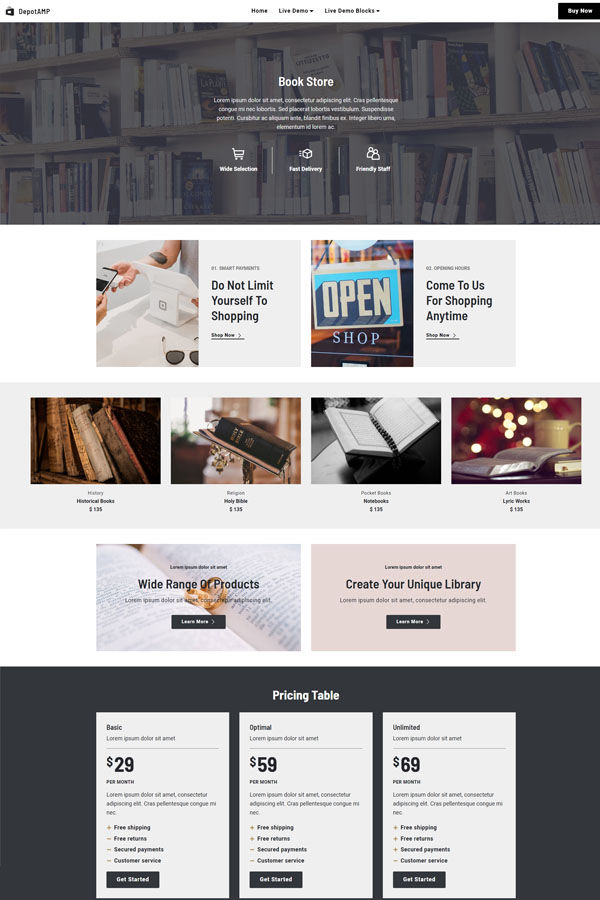 DepotAMP
Home Live Demo Live Demo Blocks Buy Now
Book Store
Lorem ipsum dolor sit amet, consectetur adipiscing elit. Cras pellentesque
congue mi nec lobortis. Sed placerat lobortis vestibulum. Suspendisse
potenti. Curabitur ac aliquam ante, blandit finibus ex. Integer libero urna,
elementum id lorem ac.
Wide Selection Fast Delivery Friendly Staff
01. SMART PAYMENTS
Do Not Limit
Yourself To
Shopping
Shop Now
OPEN
SHOP
02. OPENING HOURS
Come To Us
For Shopping
Anytime
Shop Now
HOLY BIBLE
History
Historical Books
$ 135
Religion
Holy Bible
$ 135
Pocket Books
Notebooks
$ 135
Art Books
Lyric Works
$ 135
Lorem ipsum dolor sit amet
Wide Range Of Products
Lorem ipsum dolor sit amet, consectetur adipiscing elit.
Learn More
Lorem ipsum dolor sit amet
Create Your Unique Library
Lorem ipsum dolor sit amet, consectetur adipiscing elit.
Learn More
Pricing Table
Basic
Lorem ipsum dolor sit amet
$29
PER MONTH
Lorem ipsum dolor sit amet, consectetur
adipiscing elit. Cras pellentesque congue mi
nec.
+ Free shipping
− Free returns
− Secured payments
− Customer service
Get Started
Optimal
Lorem ipsum dolor sit amet
$59
PER MONTH
Lorem ipsum dolor sit amet, consectetur
adipiscing elit. Cras pellentesque congue mi
nec.
+ Free shipping
+ Free returns
− Secured payments
− Customer service
Get Started
Unlimited
Lorem ipsum dolor sit amet
$69
PER MONTH
Lorem ipsum dolor sit amet, consectetur
adipiscing elit. Cras pellentesque congue mi
nec.
+ Free shipping
+ Free returns
+ Secured payments
− Customer service
Get Started